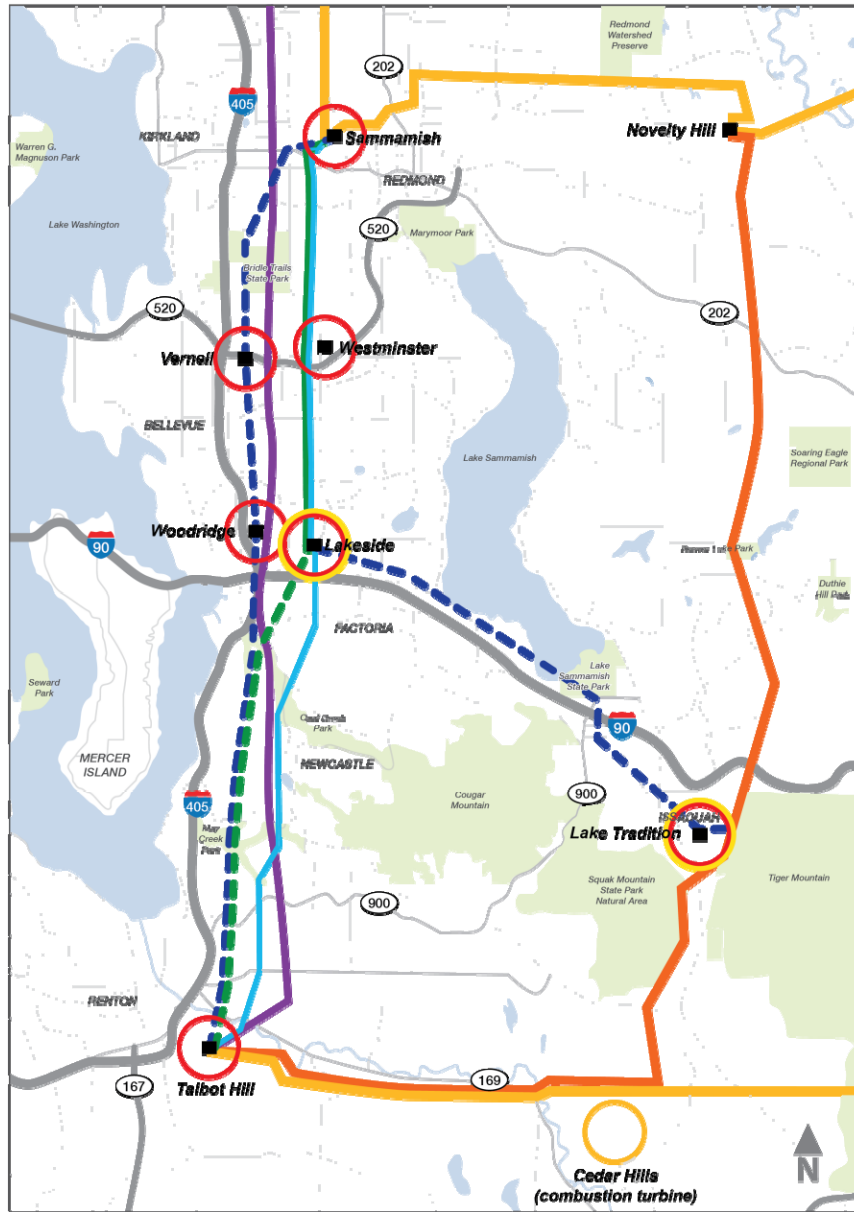 Redmond
Watershed
Preserve
202
405
KIRKLAND
Sammamish
Novelty Hill
Warren G.
Magnuson Park
REDMOND
Lake Washington
520
Marymoor Park
Bridle Trails
State Park
520
202
Vernell
Westminster
BELLEVUE
Lake Sammamish
Soaring Eagle
Regional Park
Woodridge
Lakeside
90
Park
Duthie
Hill Park
FACTORIA
Seward
Park
Lake
Sammamish
State Park
Coal Creek
Park
90
MERCER
ISLAND
NEWCASTLE
Cougar
Mountain
900
405
ISSAQUAH
May
Creek
Park
Lake Tradition
Squak Mountain
State Park
Natural Area
Tiger Mountain
900
RENTON
169
167
Talbot Hill
N
Cedar Hills
(combustion turbine)